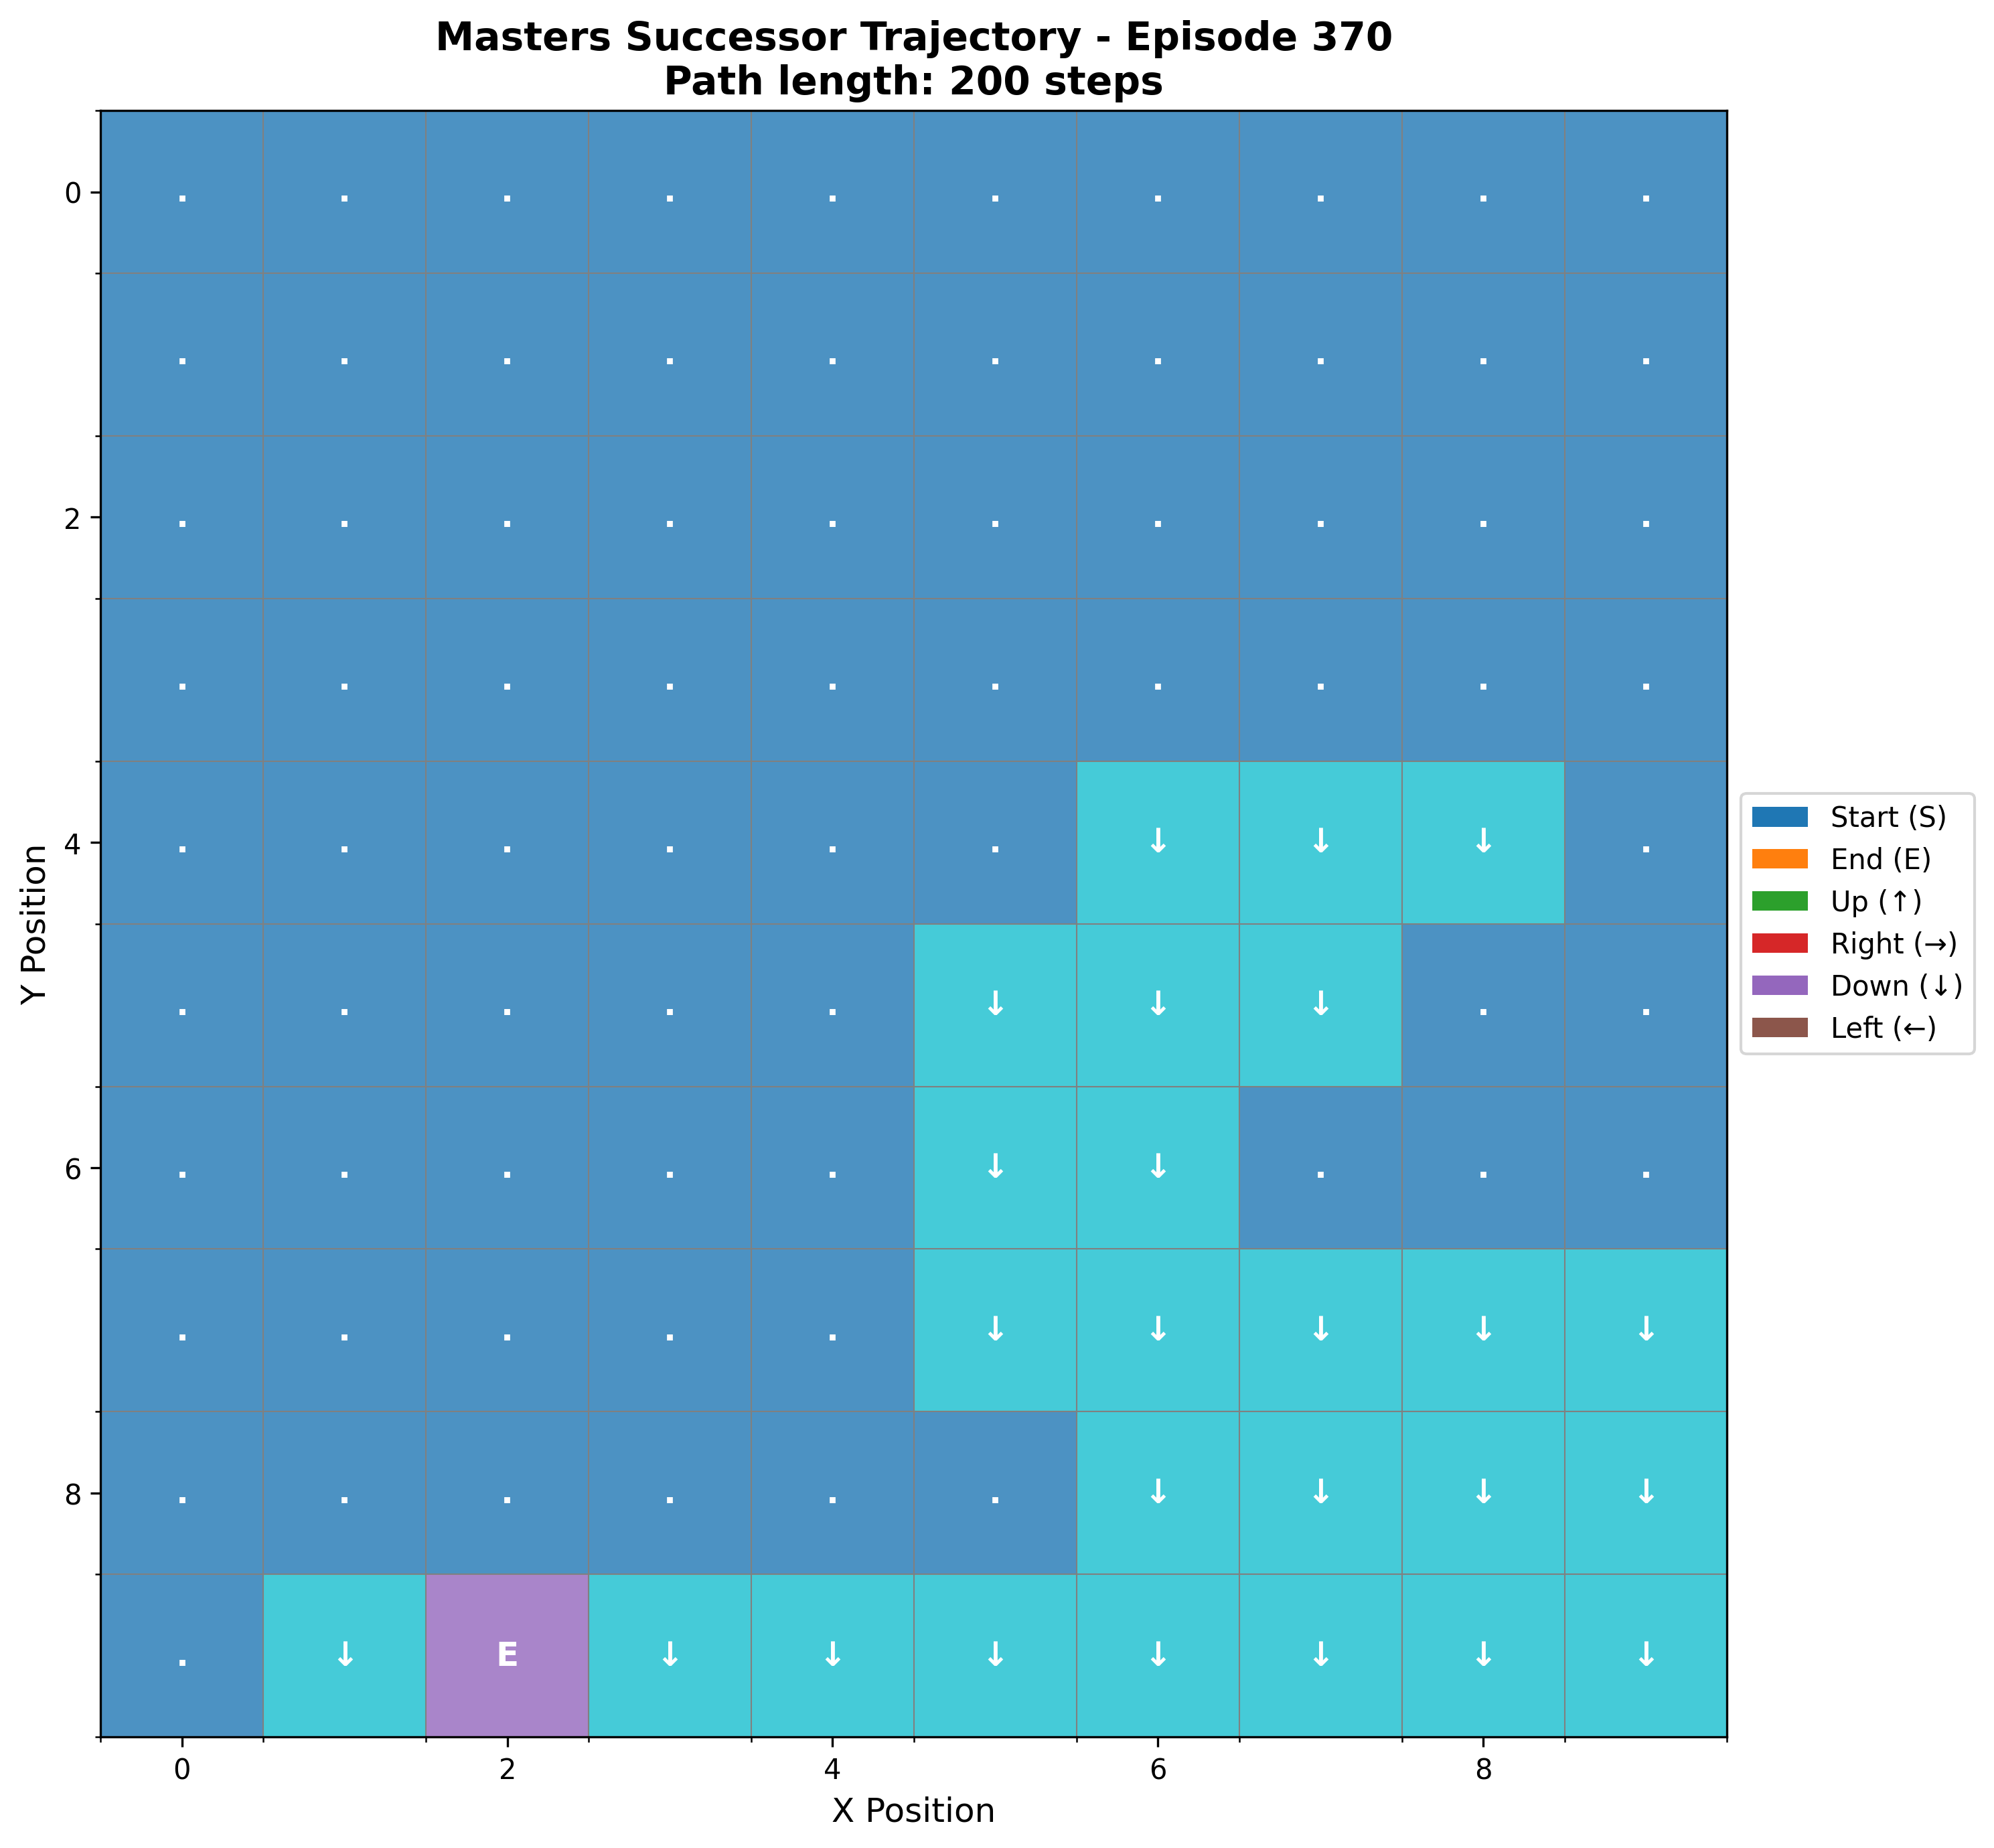 Masters Successor Trajectory - Episode 370
Path length: 200 steps
0 . . . . . . . . . .
. . . . . . . . . .
2 . . . . . . . . . .
. . . . . . . . . .
4 . . . . . . ↓ ↓ ↓ .
. . . . . ↓ ↓ ↓ . .
6 . . . . . ↓ ↓ . . .
. . . . . ↓ ↓ ↓ ↓ ↓
8 . . . . . . ↓ ↓ ↓ ↓
. ↓ E ↓ ↓ ↓ ↓ ↓ ↓ ↓
0 2 4 6 8
X Position
Y Position
Start (S)
End (E)
Up (↑)
Right (→)
Down (↓)
Left (←)